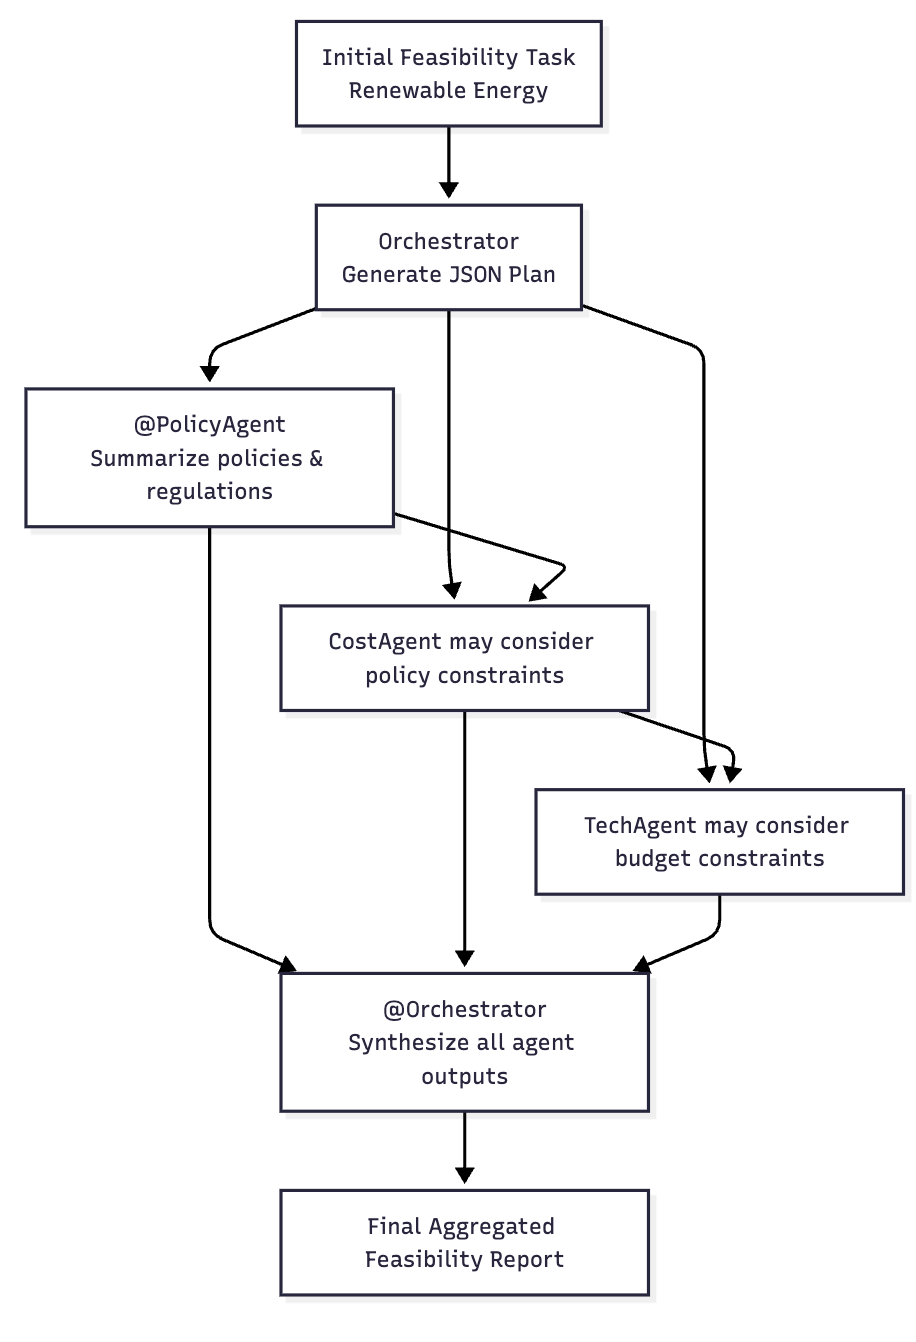 Initial Feasibility Task
Renewable Energy
Orchestrator
Generate JSON Plan
@PolicyAgent
Summarize policies &
regulations
CostAgent may consider
policy constraints
TechAgent may consider
budget constraints
@Orchestrator
Synthesize all agent
outputs
Final Aggregated
Feasibility Report